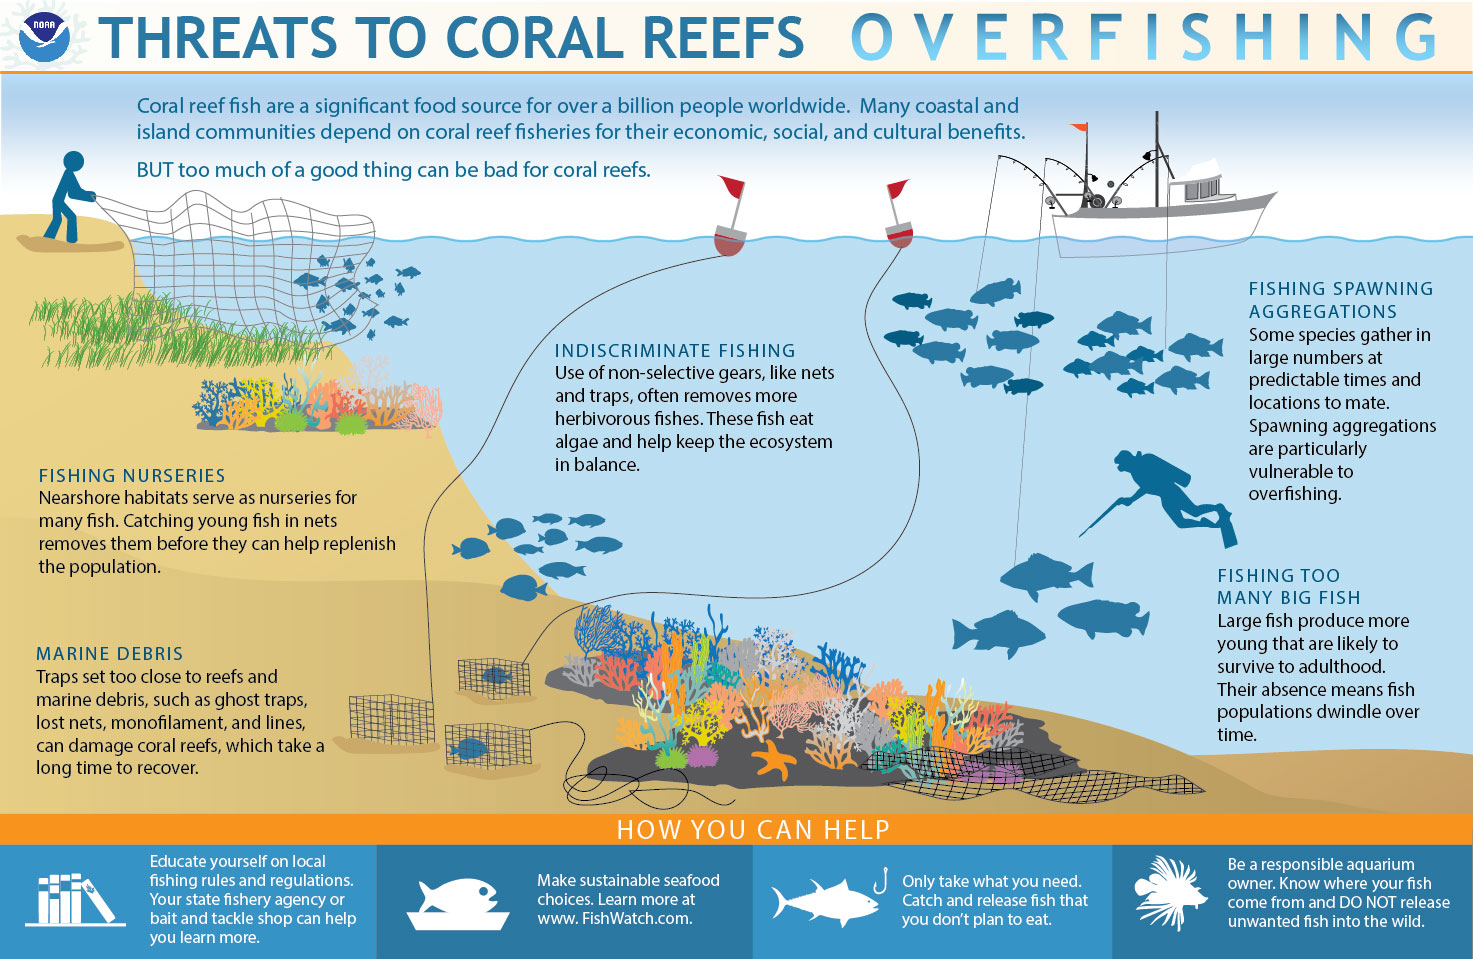 NOAA
THREATS TO CORAL REEFS OVERFISHING
Coral reef fish are a significant food source for over a billion people worldwide. Many coastal and
island communities depend on coral reef fisheries for their economic, social, and cultural benefits.
BUT too much of a good thing can be bad for coral reefs.
FISHING SPAWNING
AGGREGATIONS
Some species gather in
large numbers at
predictable times and
locations to mate.
Spawning aggregations
are particularly
vulnerable to
overfishing.
INDISCRIMINATE FISHING
Use of non-selective gears, like nets
and traps, often removes more
herbivorous fishes. These fish eat
algae and help keep the ecosystem
in balance.
FISHING NURSERIES
Nearshore habitats serve as nurseries for
many fish. Catching young fish in nets
removes them before they can help replenish
the population.
FISHING TOO
MANY BIG FISH
Large fish produce more
young that are likely to
survive to adulthood.
Their absence means fish
populations dwindle over
time.
MARINE DEBRIS
Traps set too close to reefs and
marine debris, such as ghost traps,
lost nets, monofilament, and lines,
can damage coral reefs, which take a
long time to recover.
HOW YOU CAN HELP
Educate yourself on local
fishing rules and regulations.
Your state fishery agency or
bait and tackle shop can help
you learn more.
Make sustainable seafood
choices. Learn more at
www. FishWatch.com.
Only take what you need.
Catch and release fish that
you don't plan to eat.
Be a responsible aquarium
owner. Know where your fish
come from and DO NOT release
unwanted fish into the wild.